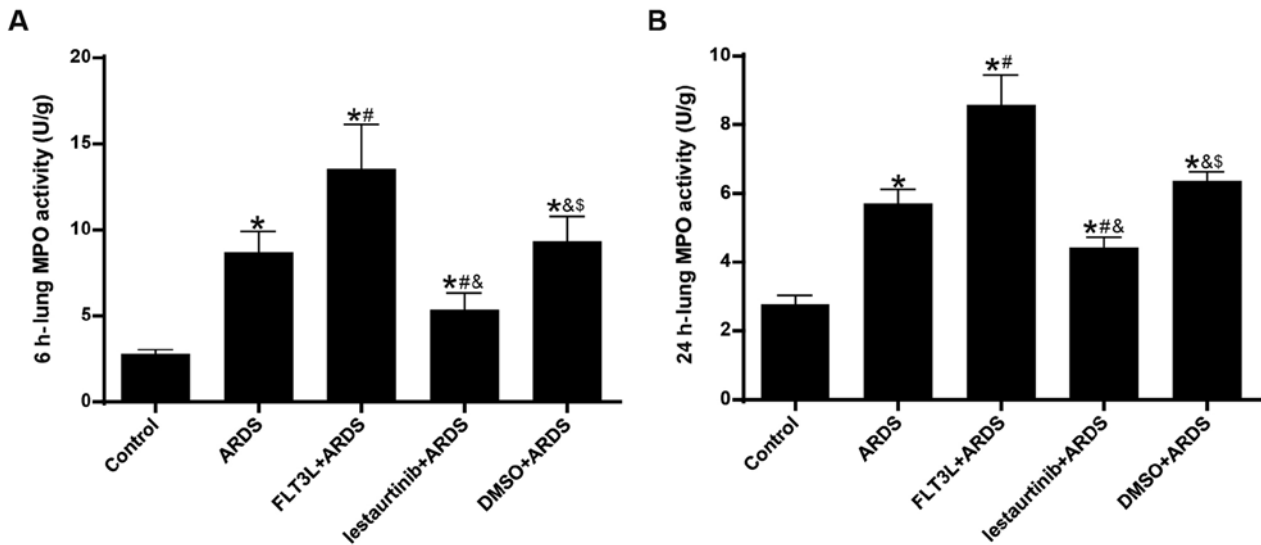 A
6 h-lung MPO activity (U/g)
20
15
10
5
0
*
*#
*#&
*&$
Control
ARDS
FLT3L+ARDS
lestaurtinib+ARDS
DMSO+ARDS
B
24 h-lung MPO activity (U/g)
10
8
6
4
2
0
*
*#
*#&
*&$
Control
ARDS
FLT3L+ARDS
lestaurtinib+ARDS
DMSO+ARDS